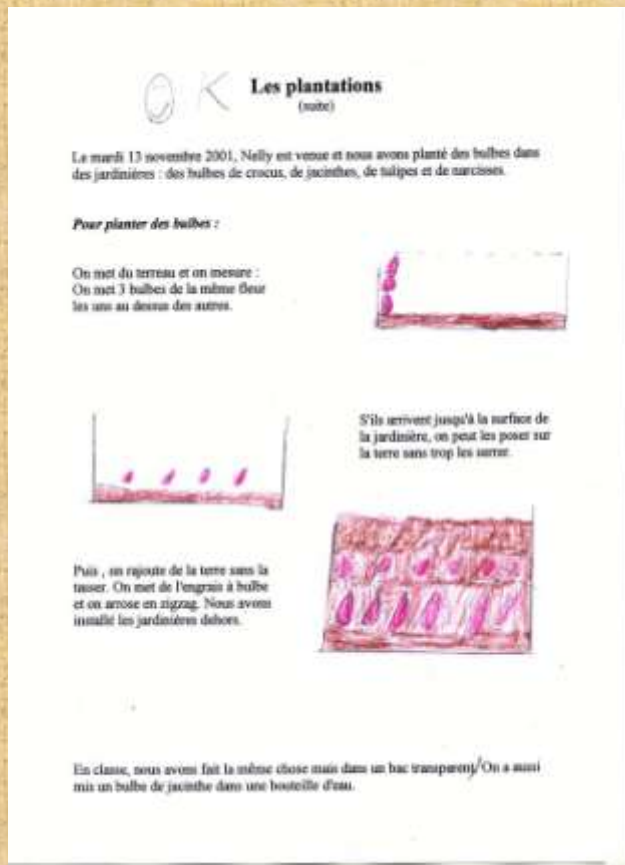 OK
Les plantations
(suite)
Le mardi 13 novembre 2001, Nelly est venue et nous avons planté des bulbes dans
des jardinières : des bulbes de crocus, de jacinthes, de tulipes et de narcisses.
Pour planter des bulbes :
On met du terreau et on mesure :
On met 3 bulbes de la même fleur
les uns au dessus des autres.
S'ils arrivent jusqu'à la surface de
la jardinière, on peut les poser sur
la terre sans trop les serrer.
Puis , on rajoute de la terre sans la
tasser. On met de l'engrais à bulbe
et on arrose en zigzag. Nous avons
installé les jardinières dehors.
En classe, nous avons fait la même chose mais dans un bac transparent/On a aussi
mis un bulbe de jacinthe dans une bouteille d'eau.